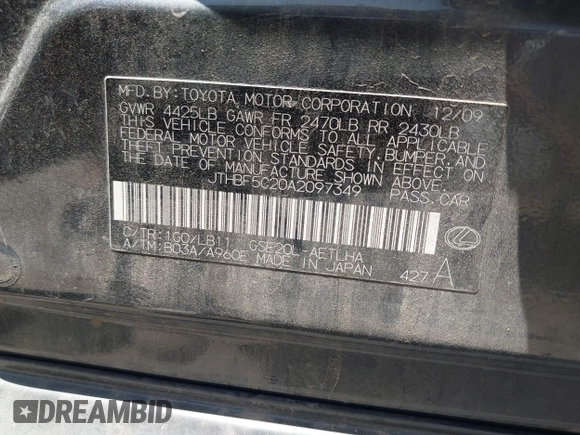 MFD.BY:TOYOTA MOTOR CORPORATION 12/09
GVWR 4425LB GAWR FR 2470LB RR 2430LB
THIS VEHICLE CONFORMS TO ALL APPLICABLE
FEDERAL MOTOR VEHICLE SAFETY, BUMPER, AND
THEFT PREVENTION STANDARDS IN EFFECT ON
THE DATE OF MANUFACTURE SHOWN ABOVE.
JTHBF5C20A2097349 PASS.CAR
C/TR:1G0/LB11 GSE20L-AETLHA
A/TM:B03A/A960E MADE IN JAPAN 427 A
DREAMBID